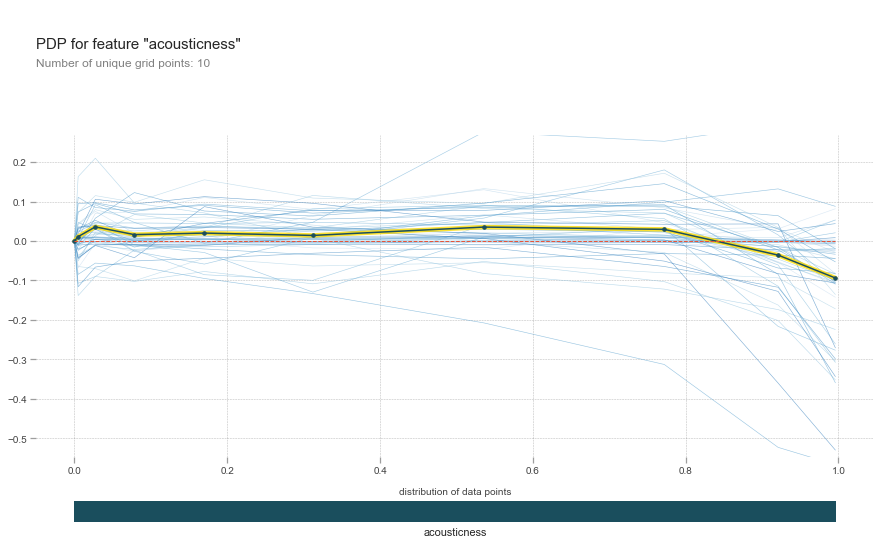 PDP for feature "acousticness"
Number of unique grid points: 10
0.2
0.1
0.0
−0.1
−0.2
−0.3
−0.4
−0.5
0.0 0.2 0.4 0.6 0.8 1.0
distribution of data points
acousticness